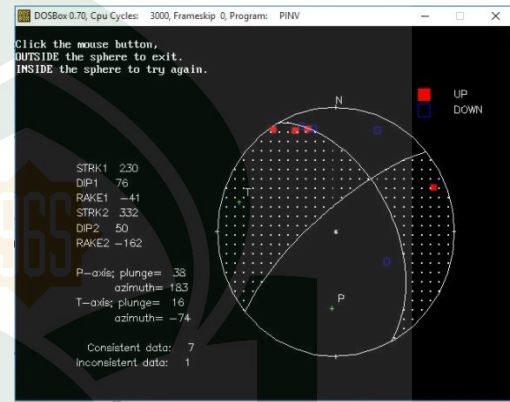 DOSBox 0.70, Cpu Cycles: 3000, Frameskip 0, Program: PINV
Click the mouse button,
OUTSIDE the sphere to exit.
INSIDE the sphere to try again.
N
UP
DOWN
STRK1 230
DIP1 76
RAKE1 -41
STRK2 332
DIP2 50
RAKE2 -162
T
P-axis; plunge= 38
azimuth= 183
T-axis; plunge= 16
azimuth= -74
P
Consistent data: 7
Inconsistent data: 1